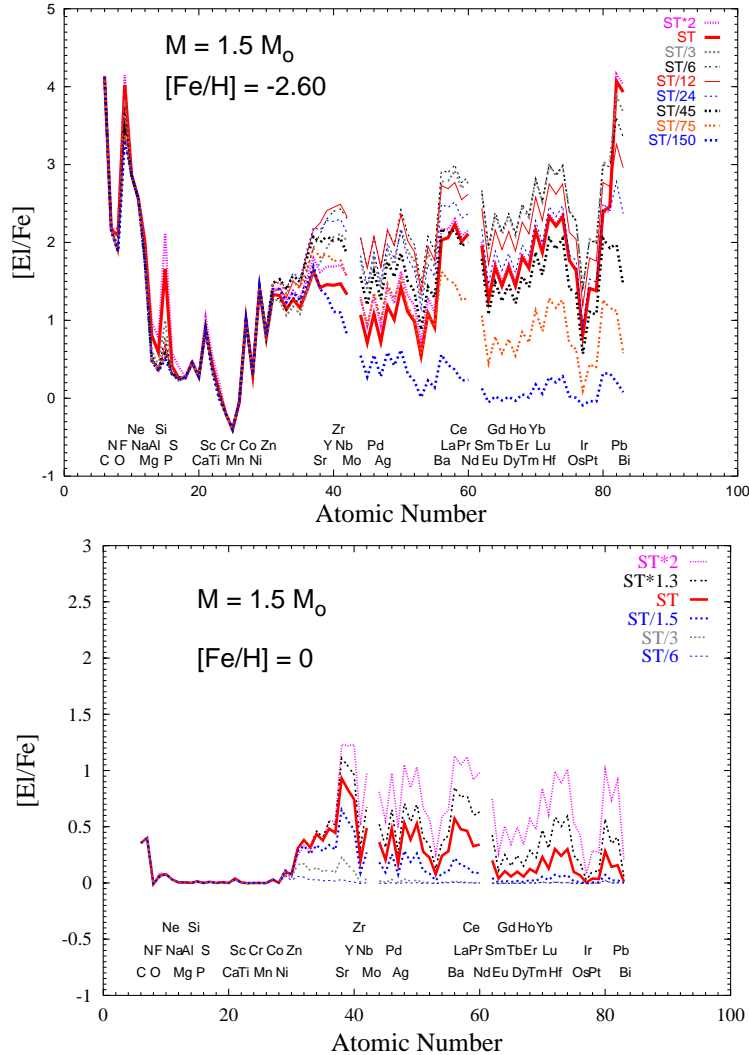 M = 1.5 Mo
[Fe/H] = -2.60
ST*2
ST
ST/3
ST/6
ST/12
ST/24
ST/45
ST/75
ST/150
[El/Fe]
5
4
3
2
1
0
-1
Ne Si Zr Ce Gd Ho Yb
N F Na Al S Sc Cr Co Zn Y Nb Pd La Pr Sm Tb Er Lu Ir Pb
C O Mg P Ca Ti Mn Ni Sr Mo Ag Ba Nd Eu Dy Tm Hf Os Pt Bi
0 20 40 60 80 100
Atomic Number
M = 1.5 Mo
[Fe/H] = 0
ST*2
ST*1.3
ST
ST/1.5
ST/3
ST/6
[El/Fe]
3
2.5
2
1.5
1
0.5
0
-0.5
-1
Ne Si Zr Ce Gd Ho Yb
N F Na Al S Sc Cr Co Zn Y Nb Pd La Pr Sm Tb Er Lu Ir Pb
C O Mg P Ca Ti Mn Ni Sr Mo Ag Ba Nd Eu Dy Tm Hf Os Pt Bi
0 20 40 60 80 100
Atomic Number